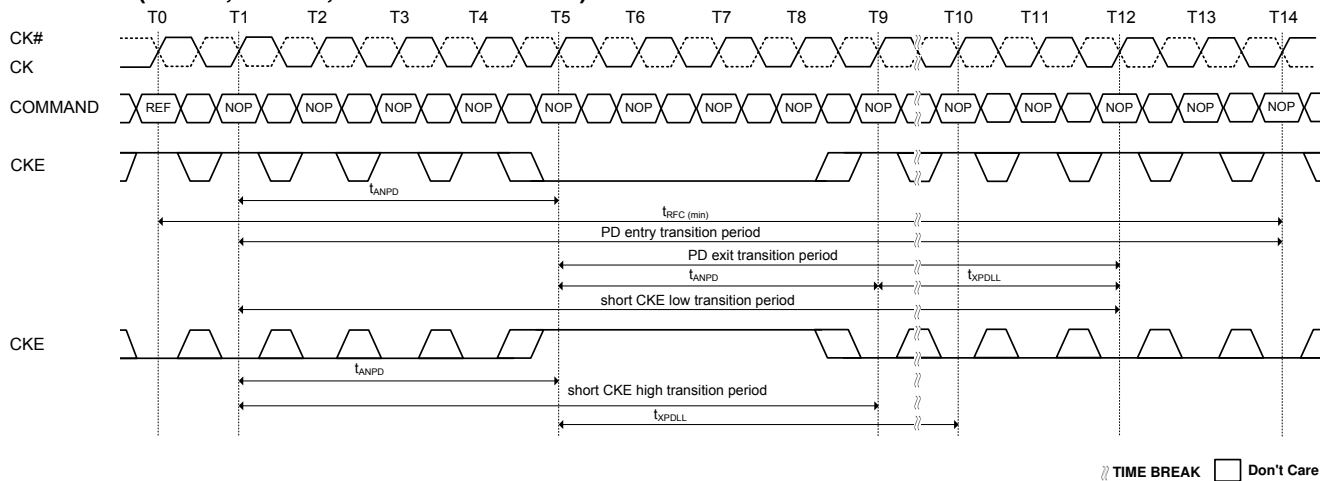 T0 T1 T2 T3 T4 T5 T6 T7 T8 T9 T10 T11 T12 T13 T14
CK#
CK
COMMAND REF NOP NOP NOP NOP NOP NOP NOP NOP NOP NOP NOP NOP NOP NOP
CKE
tANPD
tRFC (min)
PD entry transition period
PD exit transition period
tANPD tXPDLL
short CKE low transition period
CKE
tANPD
short CKE high transition period
tXPDLL
TIME BREAK Don't Care